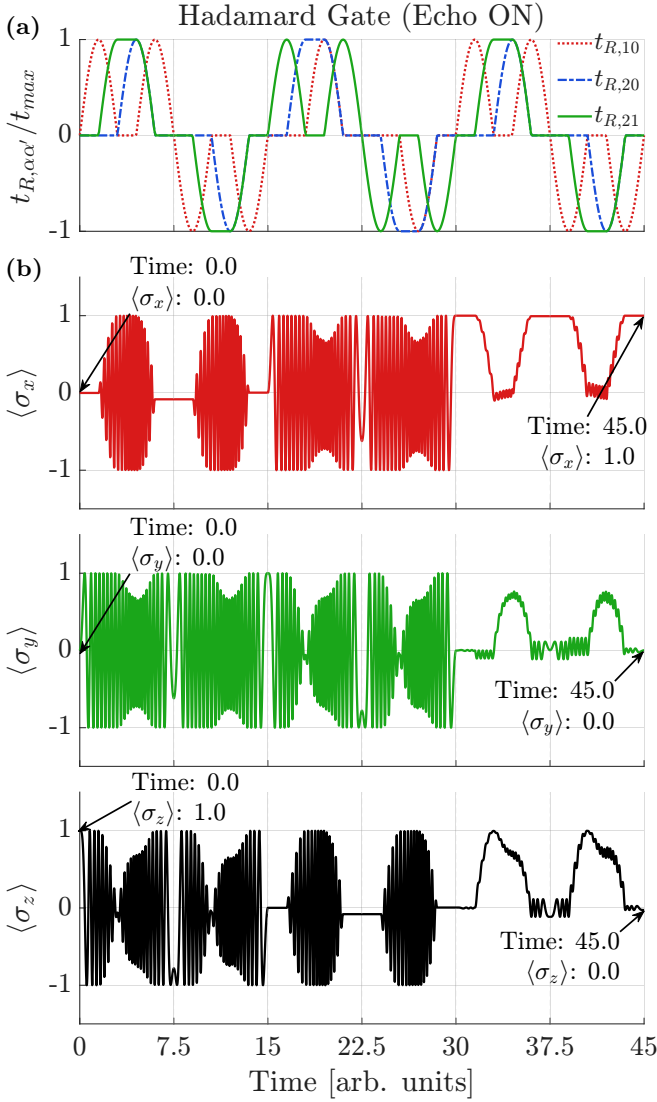 Hadamard Gate (Echo ON)
(a)
1
0
-1
t_{R,αα'}/t_{max}
t_{R,10}
t_{R,20}
t_{R,21}
(b)
Time: 0.0
⟨σ_x⟩: 0.0
1
0
-1
⟨σ_x⟩
Time: 45.0
⟨σ_x⟩: 1.0
Time: 0.0
⟨σ_y⟩: 0.0
1
0
-1
⟨σ_y⟩
Time: 45.0
⟨σ_y⟩: 0.0
Time: 0.0
⟨σ_z⟩: 1.0
1
0
-1
⟨σ_z⟩
Time: 45.0
⟨σ_z⟩: 0.0
0 7.5 15 22.5 30 37.5 45
Time [arb. units]